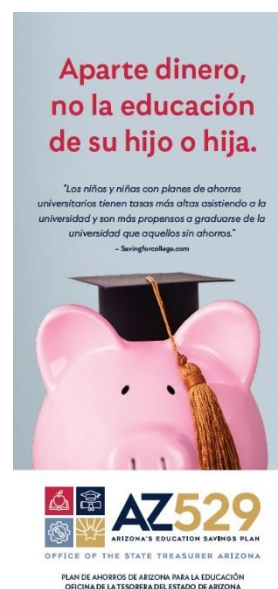 Aparte dinero,
no la educación
de su hijo o hija.
"Los niños y niñas con planes de ahorros
universitarios tienen tasas más altas asistiendo a la
universidad y son más propensos a graduarse de la
universidad que aquellos sin ahorros."
– Savingforcollege.com
AZ529
ARIZONA'S EDUCATION SAVINGS PLAN
OFFICE OF THE STATE TREASURER ARIZONA
PLAN DE AHORROS DE ARIZONA PARA LA EDUCACIÓN
OFICINA DE LA TESORERA DEL ESTADO DE ARIZONA